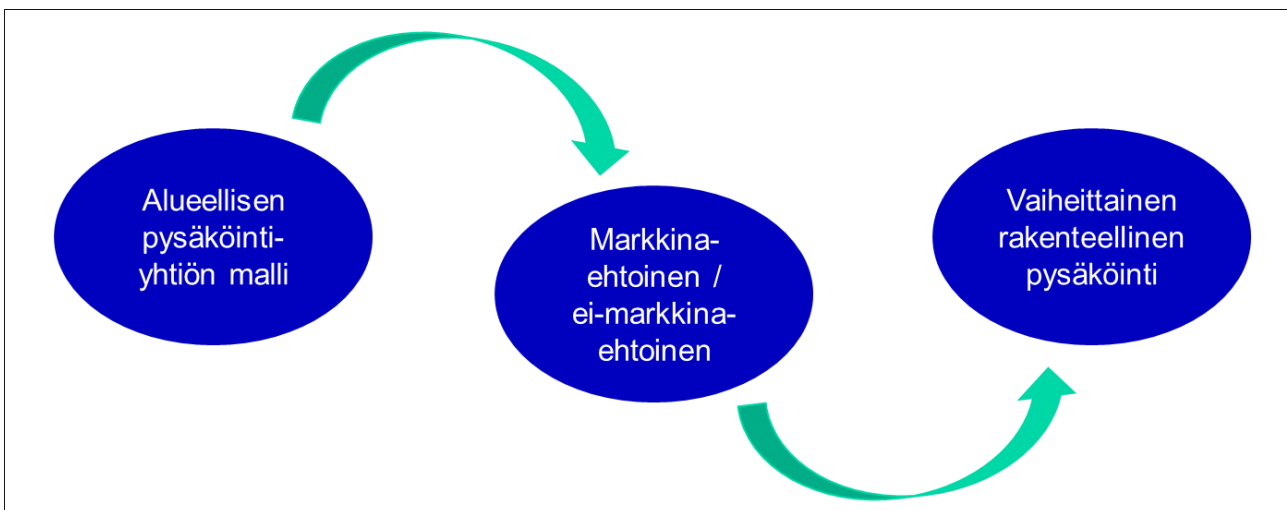 Alueellisen
pysäköinti-
yhtiön malli
Markkina-
ehtoinen /
ei-markkina-
ehtoinen
Vaiheittainen
rakenteellinen
pysäköinti